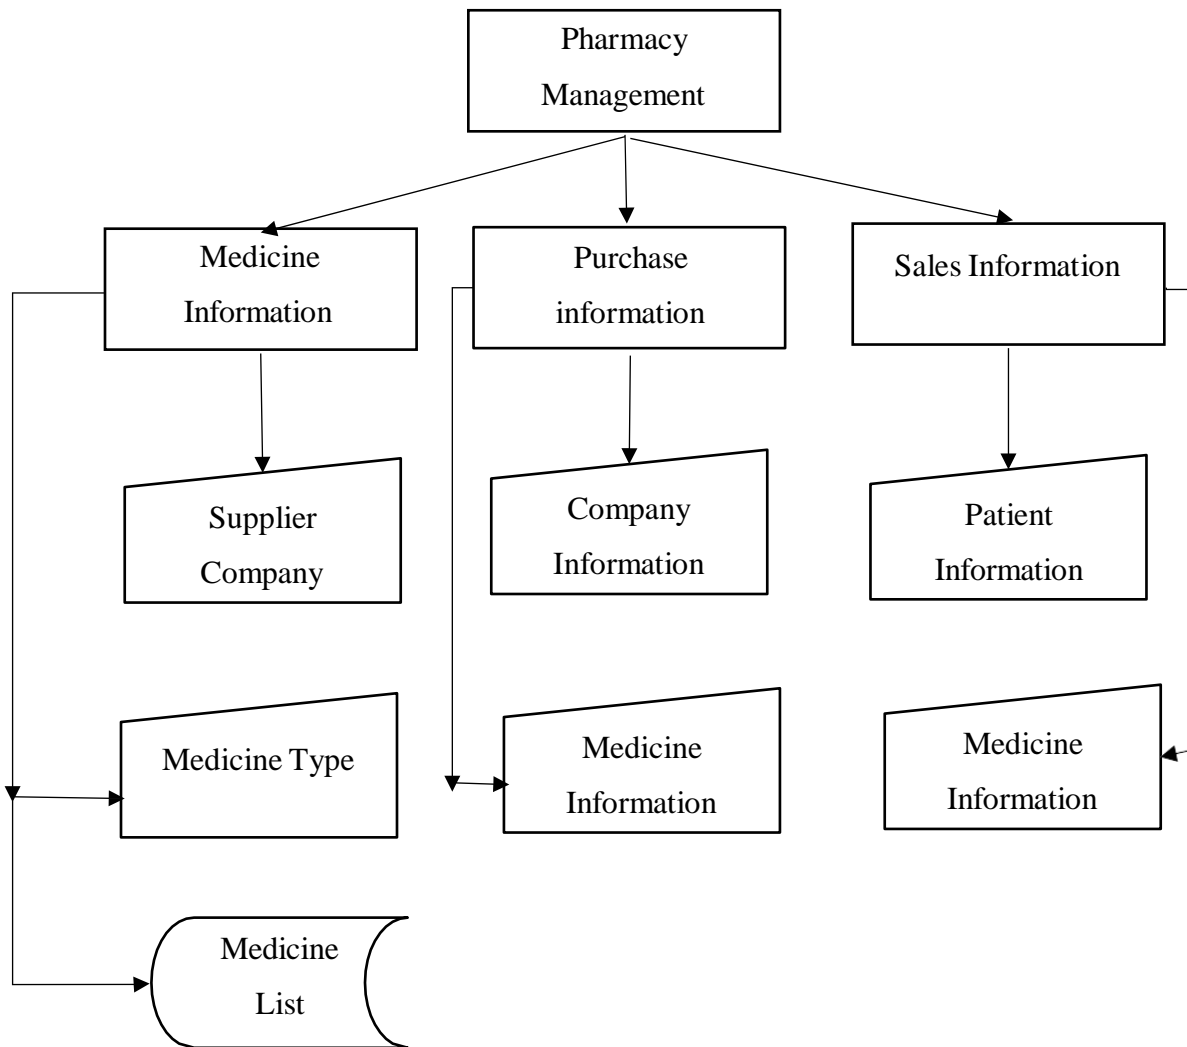 Pharmacy
Management
Medicine
Information
Purchase
information
Sales Information
Supplier
Company
Company
Information
Patient
Information
Medicine Type
Medicine
Information
Medicine
Information
Medicine
List